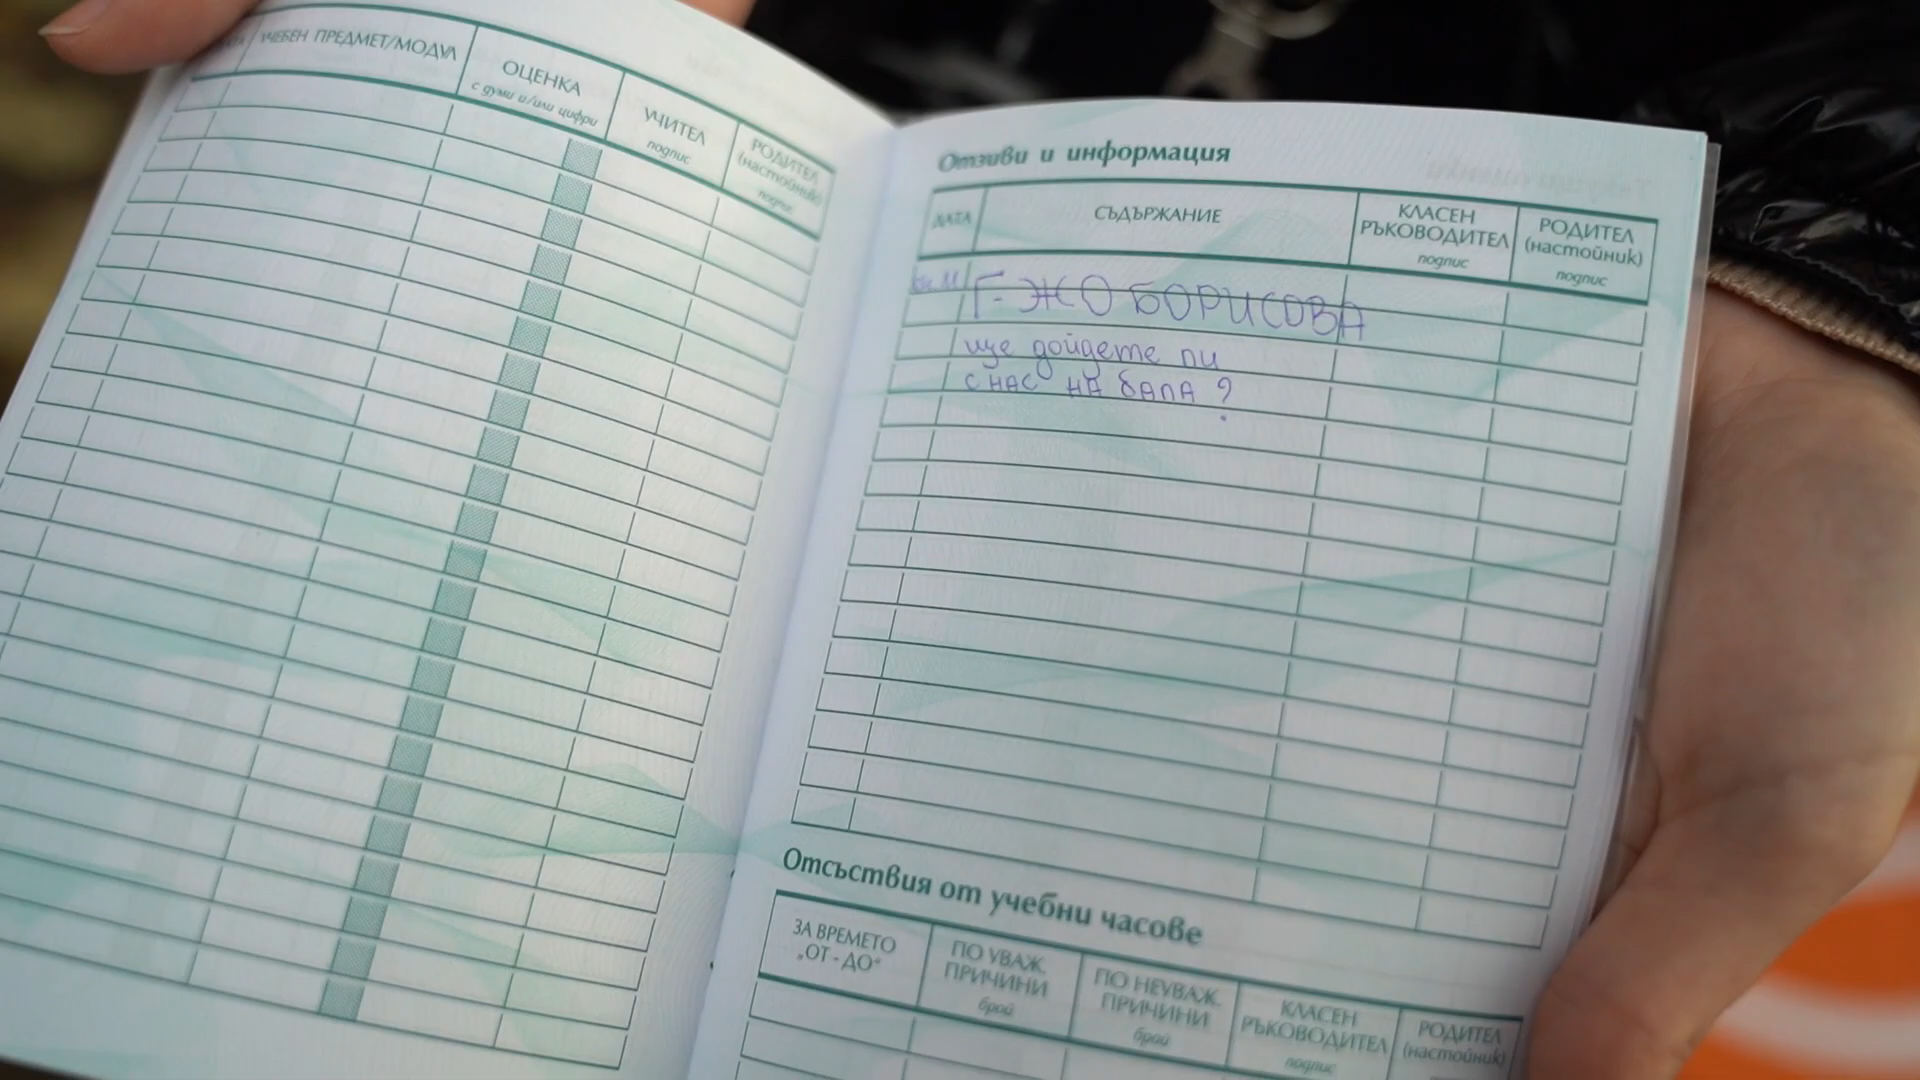 УЧЕБЕН ПРЕДМЕТ/МОДУЛ
ОЦЕНКА
с думи и/или цифри
УЧИТЕЛ
подпис
РОДИТЕЛ
(настойник)
подпис
Отзиви и информация
ДАТА
СЪДЪРЖАНИЕ
КЛАСЕН
РЪКОВОДИТЕЛ
подпис
РОДИТЕЛ
(настойник)
подпис
Г-ЖО БОРИСОВА
ще дойдете ли
с нас на бала?
Отсъствия от учебни часове
ЗА ВРЕМЕТО
„ОТ - ДО“
ПО УВАЖ.
ПРИЧИНИ
брой
ПО НЕУВАЖ.
ПРИЧИНИ
брой
КЛАСЕН
РЪКОВОДИТЕЛ
подпис
РОДИТЕЛ
(настойник)